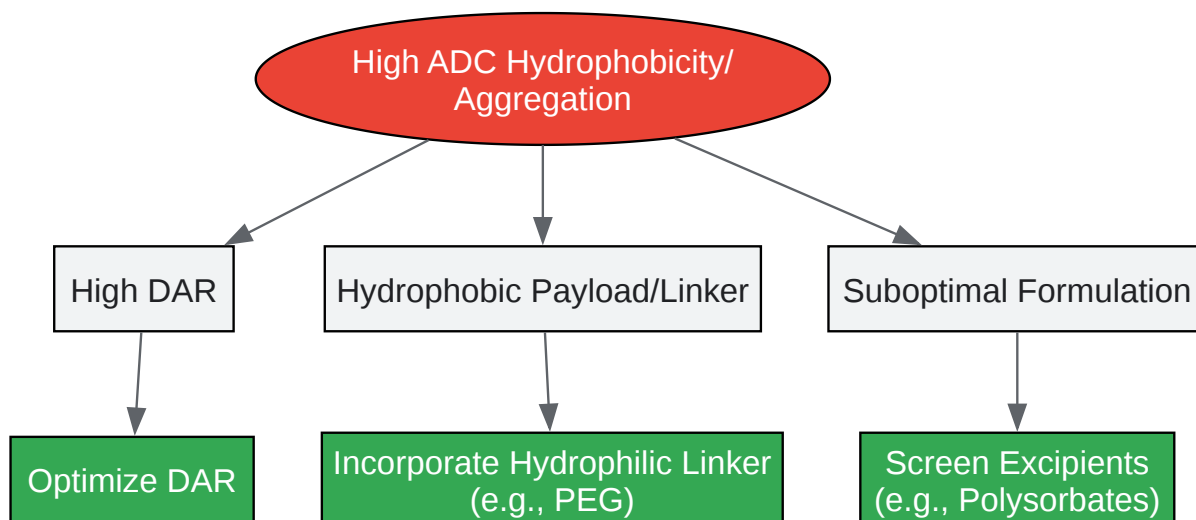 High ADC Hydrophobicity/
Aggregation
High DAR
Hydrophobic Payload/Linker
Suboptimal Formulation
Optimize DAR
Incorporate Hydrophilic Linker
(e.g., PEG)
Screen Excipients
(e.g., Polysorbates)